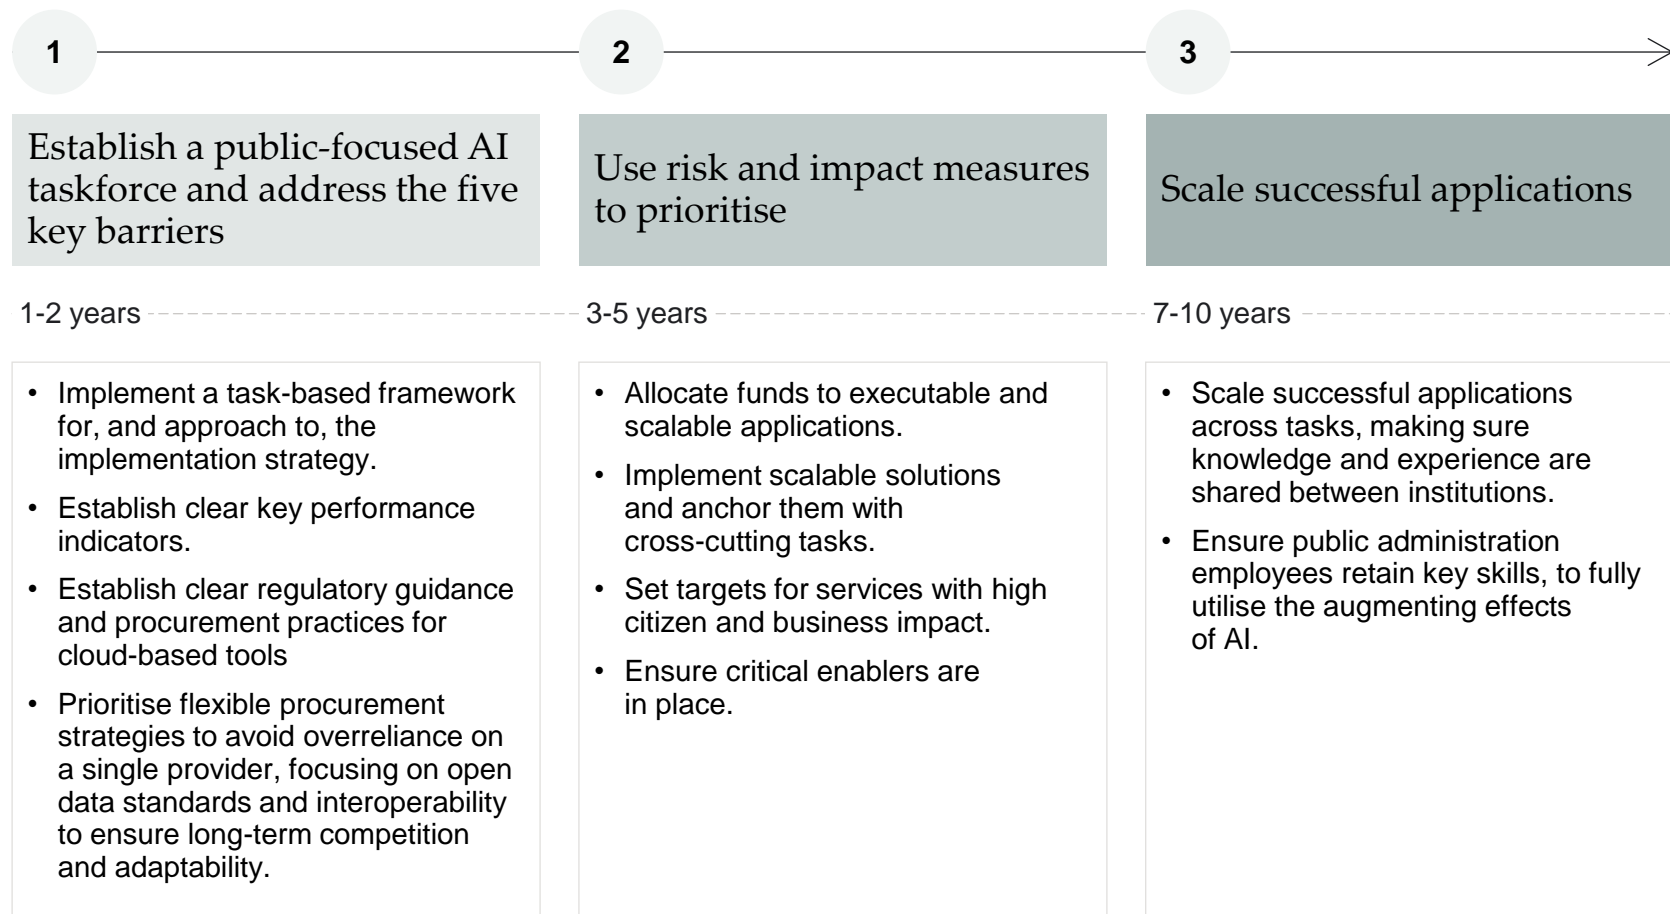 1
2
3
Establish a public-focused AI
taskforce and address the five
key barriers
Use risk and impact measures
to prioritise
Scale successful applications
1-2 years
3-5 years
7-10 years
• Implement a task-based framework
for, and approach to, the
implementation strategy.
• Establish clear key performance
indicators.
• Establish clear regulatory guidance
and procurement practices for
cloud-based tools
• Prioritise flexible procurement
strategies to avoid overreliance on
a single provider, focusing on open
data standards and interoperability
to ensure long-term competition
and adaptability.
• Allocate funds to executable and
scalable applications.
• Implement scalable solutions
and anchor them with
cross-cutting tasks.
• Set targets for services with high
citizen and business impact.
• Ensure critical enablers are
in place.
• Scale successful applications
across tasks, making sure
knowledge and experience are
shared between institutions.
• Ensure public administration
employees retain key skills, to fully
utilise the augmenting effects
of AI.